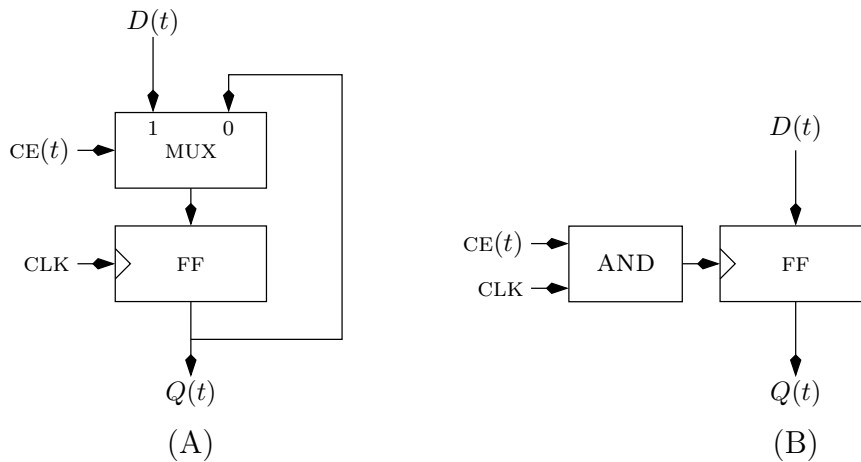 D(t)
1 0
CE(t)
MUX
CLK
FF
Q(t)
(A)
D(t)
CE(t)
CLK
AND
FF
Q(t)
(B)